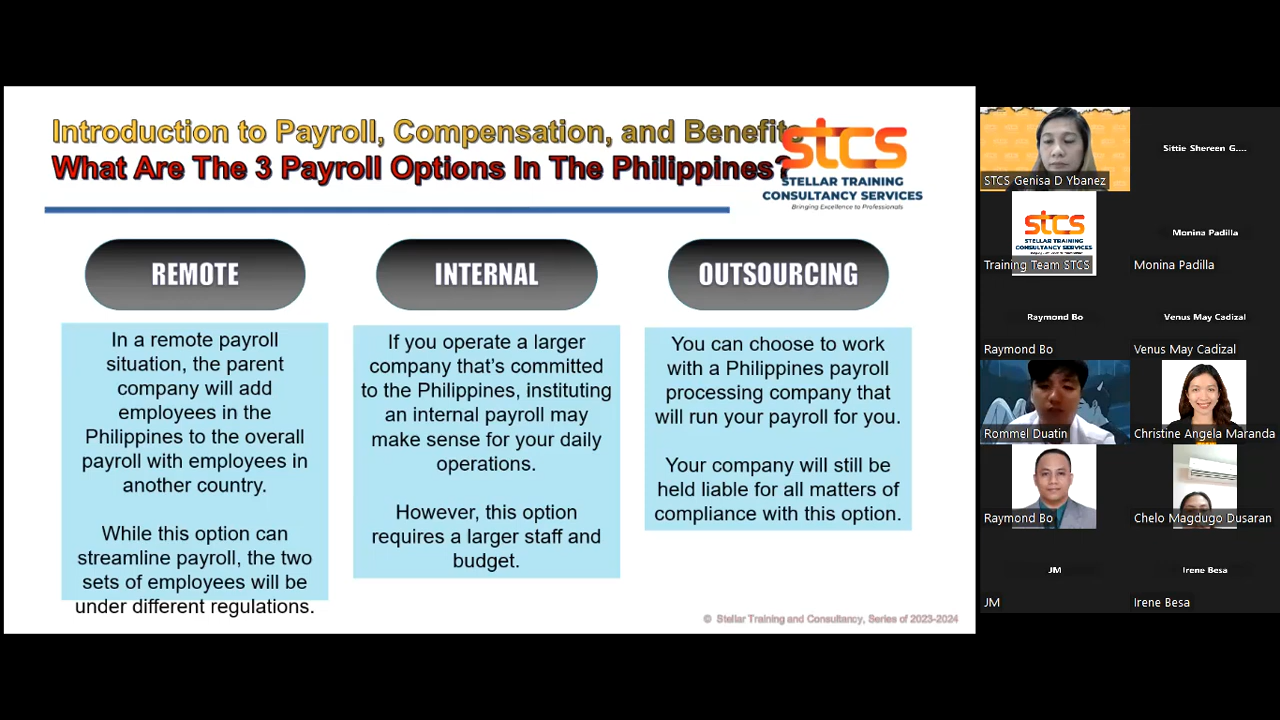 Introduction to Payroll, Compensation, and Benefits
What Are The 3 Payroll Options In The Philippines?
stcs
STELLAR TRAINING
CONSULTANCY SERVICES
Bringing Excellence to Professionals
REMOTE
In a remote payroll
situation, the parent
company will add
employees in the
Philippines to the overall
payroll with employees in
another country.
While this option can
streamline payroll, the two
sets of employees will be
under different regulations.
INTERNAL
If you operate a larger
company that’s committed
to the Philippines, instituting
an internal payroll may
make sense for your daily
operations.
However, this option
requires a larger staff and
budget.
OUTSOURCING
You can choose to work
with a Philippines payroll
processing company that
will run your payroll for you.
Your company will still be
held liable for all matters of
compliance with this option.
© Stellar Training and Consultancy, Series of 2023-2024
STCS Genisa D Ybanez
Sittie Shereen G....
stcs
STELLAR TRAINING
CONSULTANCY SERVICES
Training Team STCS
Monina Padilla
Monina Padilla
Raymond Bo
Raymond Bo
Venus May Cadizal
Venus May Cadizal
Rommel Duatin
Christine Angela Maranda
Raymond Bo
Chelo Magdugo Dusaran
JM
JM
Irene Besa
Irene Besa